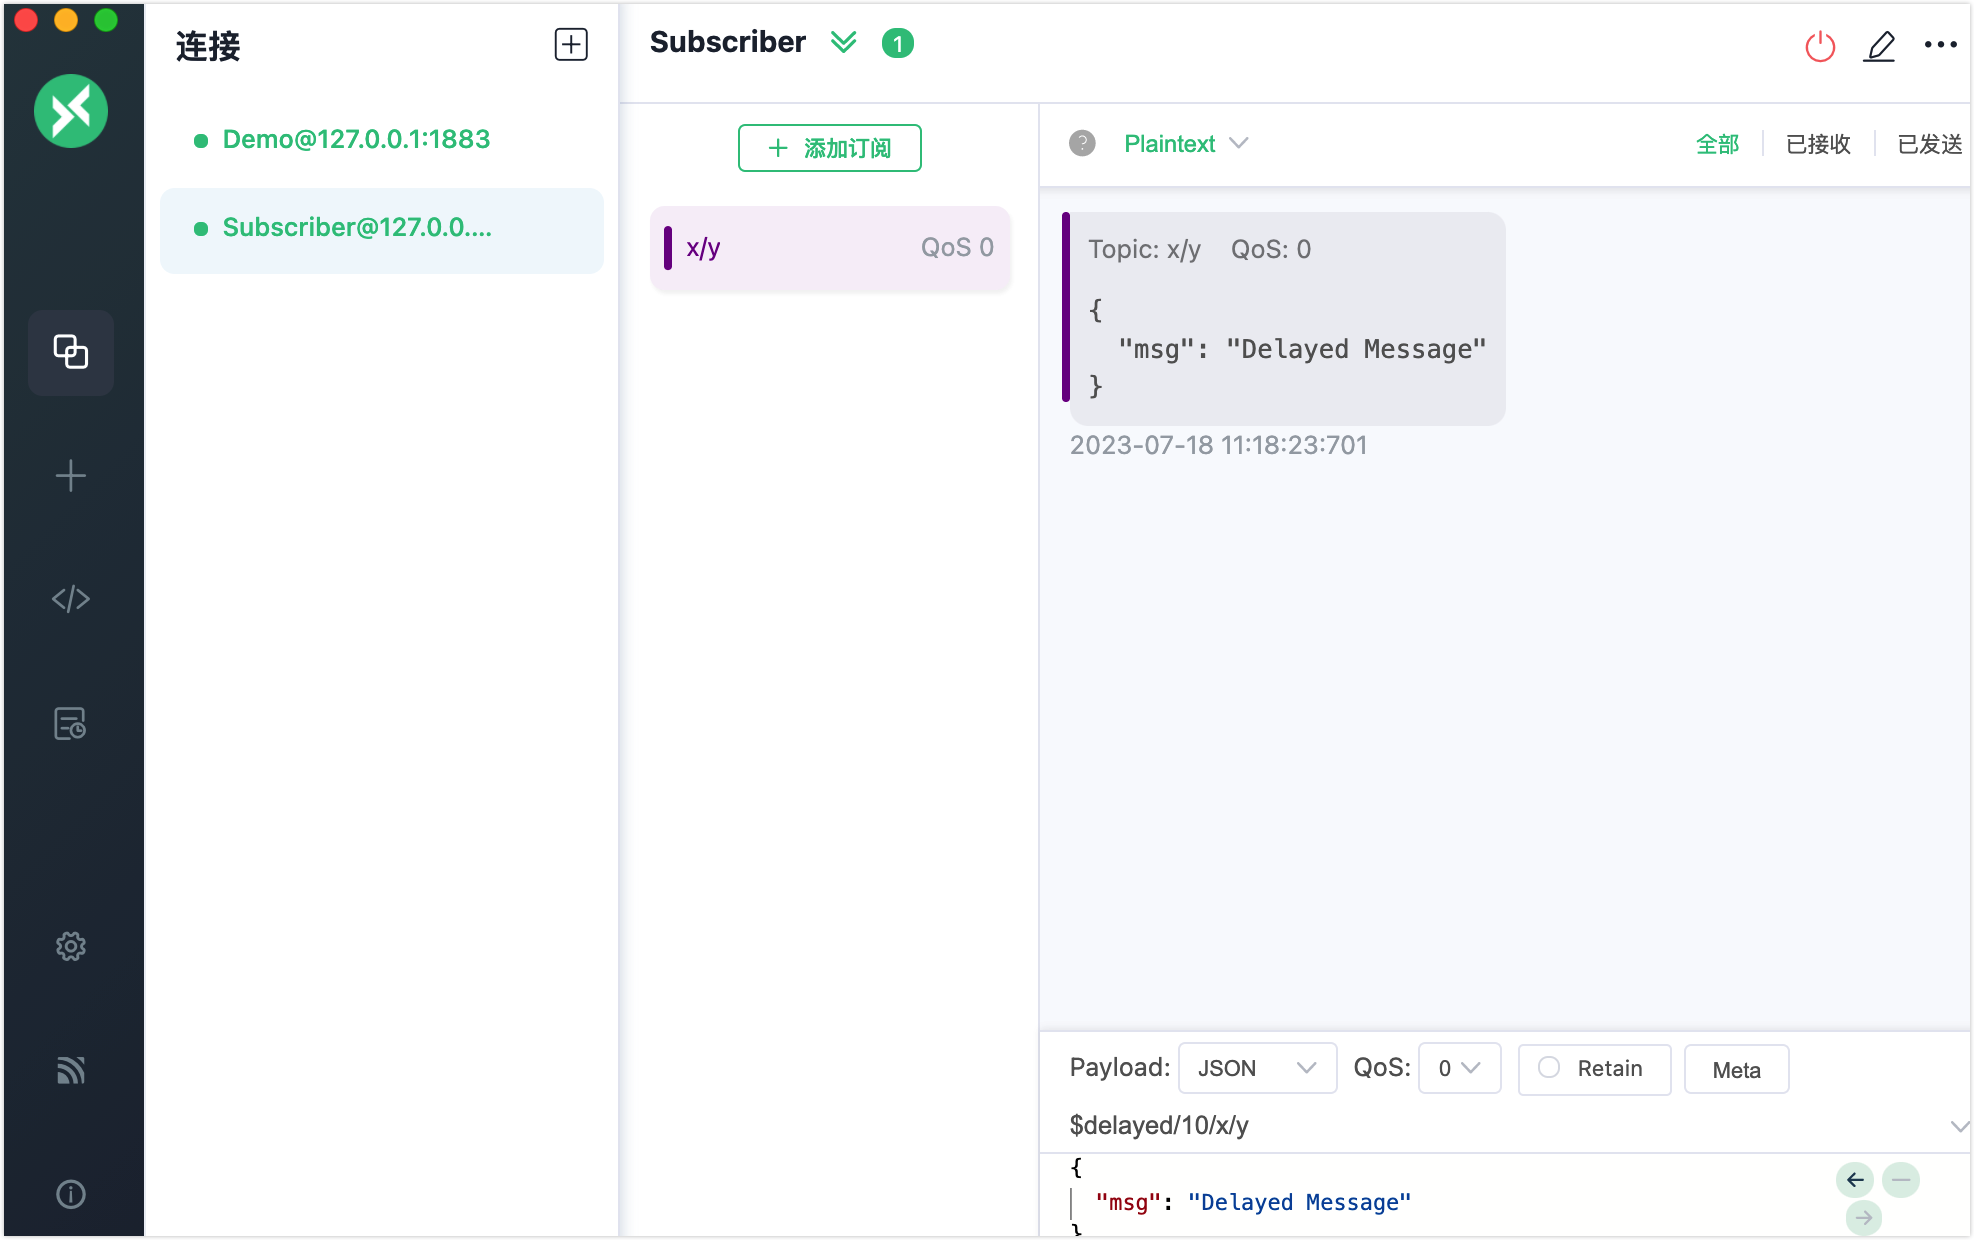 连接
Demo@127.0.0.1:1883
Subscriber@127.0.0....
Subscriber
1
添加订阅
x/y QoS 0
? Plaintext
全部 已接收 已发送
Topic: x/y QoS: 0
{
"msg": "Delayed Message"
}
2023-07-18 11:18:23:701
Payload: JSON QoS: 0 Retain Meta
$delayed/10/x/y
{
"msg": "Delayed Message"
}